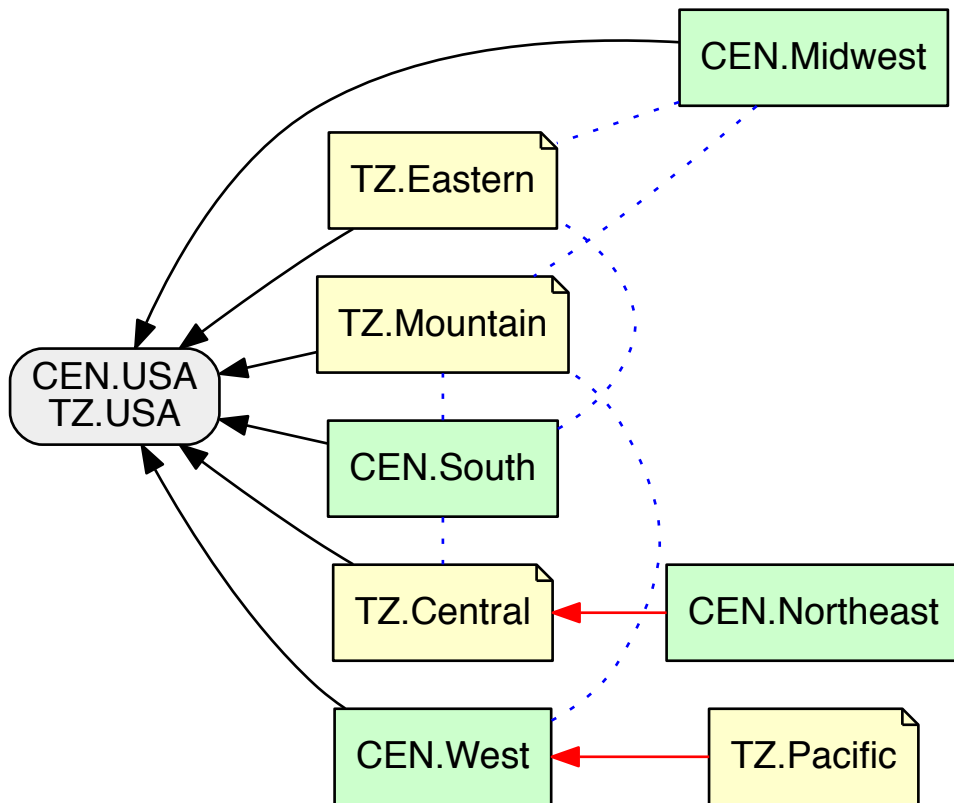 CEN.Midwest
TZ.Eastern
TZ.Mountain
CEN.USA
TZ.USA
CEN.South
TZ.Central
CEN.Northeast
CEN.West
TZ.Pacific